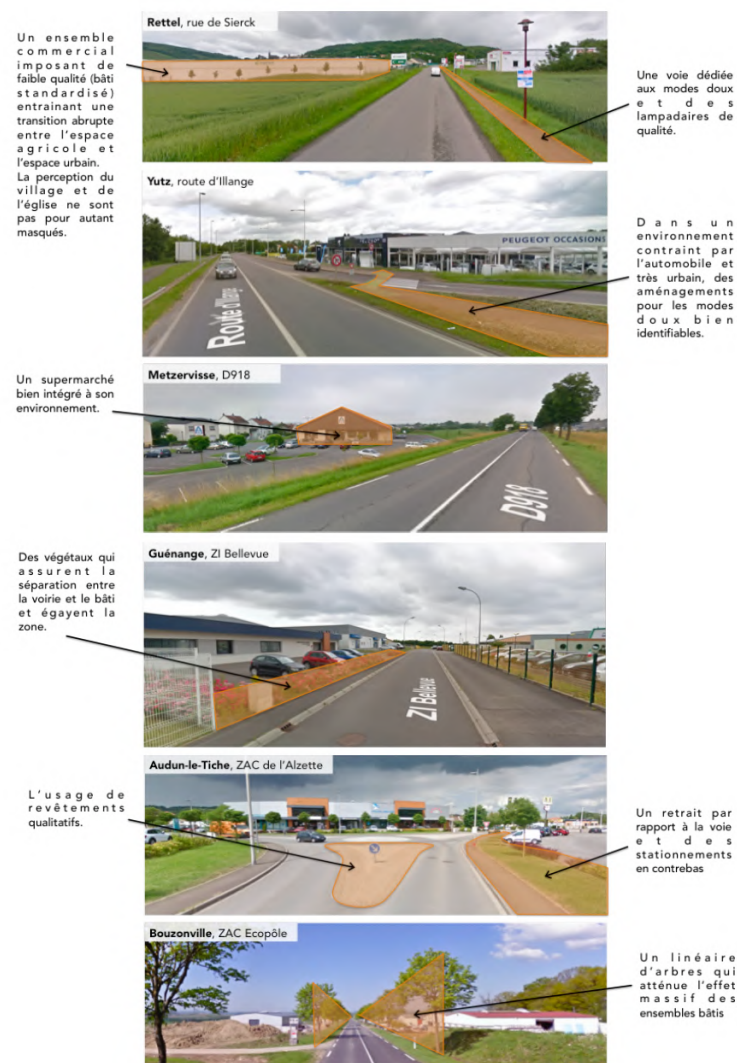 Rettel, rue de Sierck
Un ensemble
commercial
imposant de
faible qualité (bâti
standardisé)
entrainant une
transition abrupte
entre l'espace
agricole et
l'espace urbain.
La perception du
village et de
l'église ne sont
pas pour autant
masqués.
Une voie dédiée
aux modes doux
et des
lampadaires de
qualité.
Yutz, route d'Illange
PEUGEOT OCCASIONS
Route d'Illange
Dans un
environnement
contraint par
l'automobile et
très urbain, des
aménagements
pour les modes
doux bien
identifiables.
Metzervisse, D918
Un supermarché
bien intégré à son
environnement.
D918
Guénange, ZI Bellevue
Des végétaux qui
assurent la
séparation entre
la voirie et le bâti
et égayent la
zone.
ZI Bellevue
Audun-le-Tiche, ZAC de l'Alzette
L'usage de
revêtements
qualitatifs.
Un retrait par
rapport à la voie
et des
stationnements
en contrebas
Bouzonville, ZAC Ecopôle
Un linéaire
d'arbres qui
atténue l'effet
massif des
ensembles bâtis